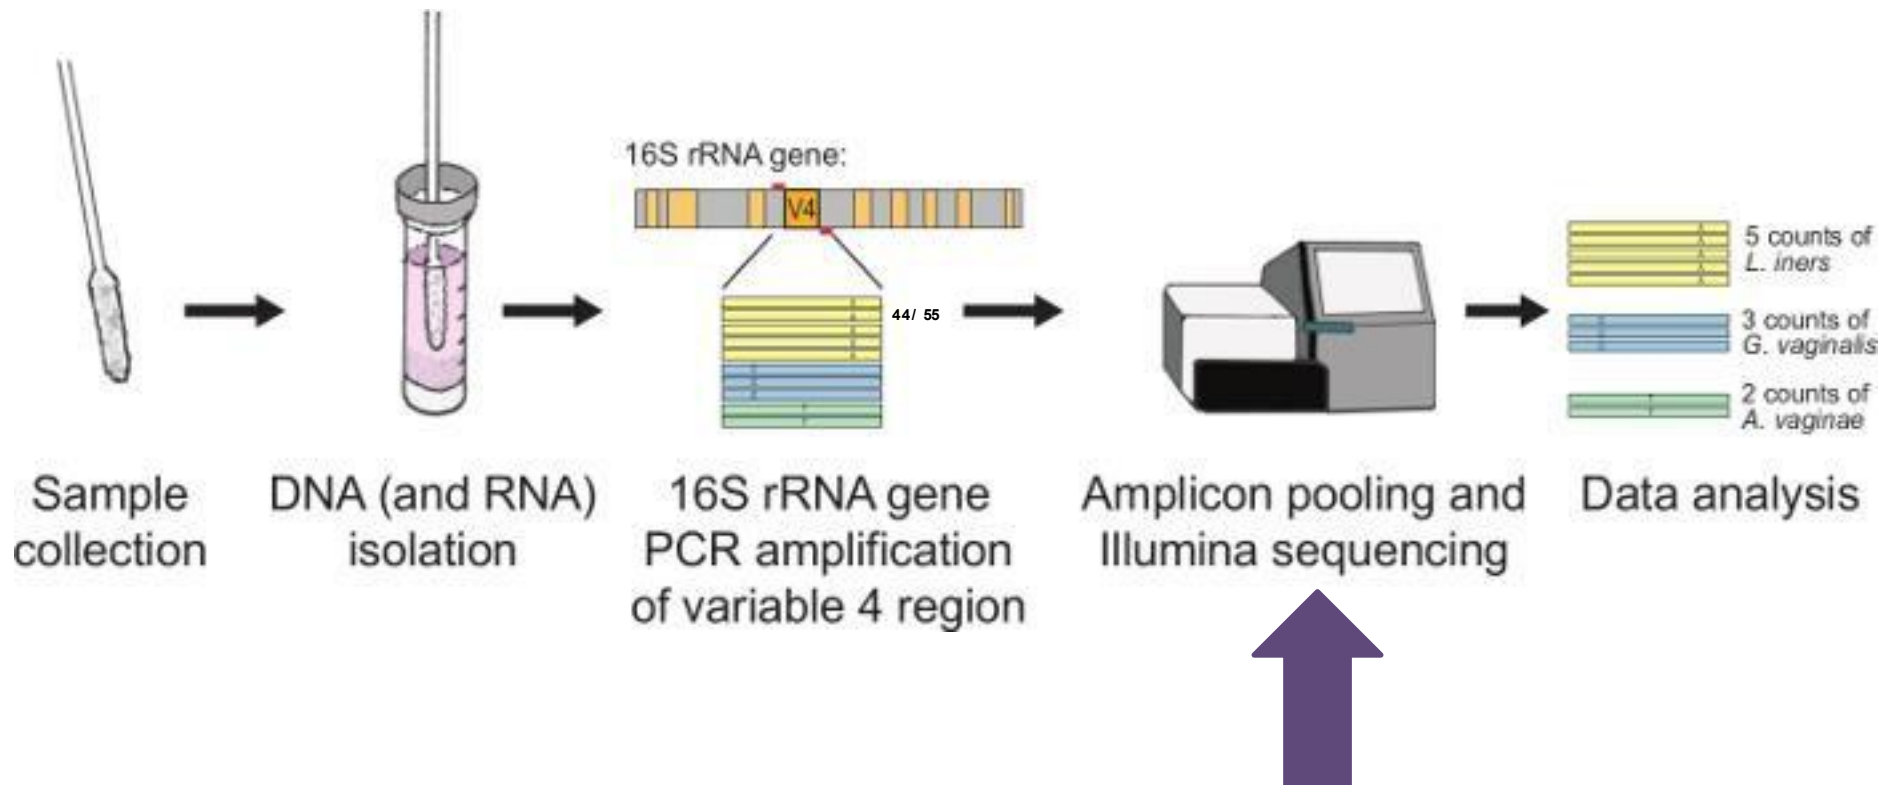 16S rRNA gene:
V4
44/ 55
5 counts of
L. iners
3 counts of
G. vaginalis
2 counts of
A. vaginae
Sample
collection
DNA (and RNA)
isolation
16S rRNA gene
PCR amplification
of variable 4 region
Amplicon pooling and
Illumina sequencing
Data analysis